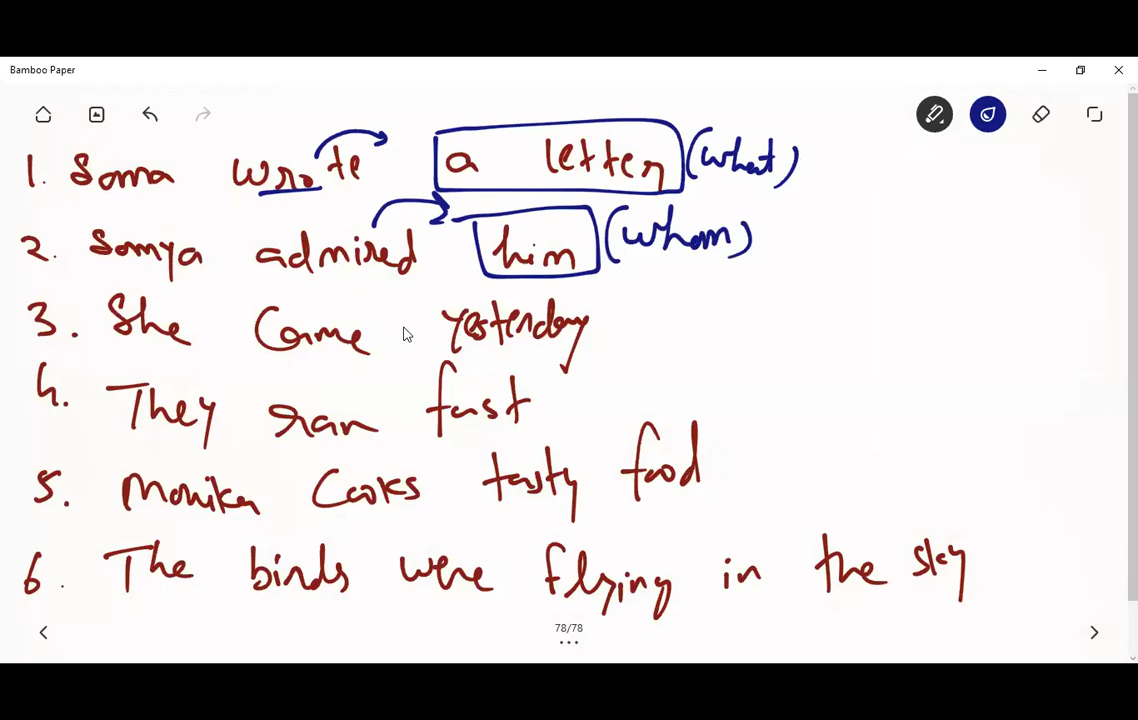 Bamboo Paper
1. Soma wrote a letter (what)
2. Somya admired him (whom)
3. She Came yesterday
4. They ran fast
5. Monika Cooks tasty food
6. The birds were flying in the sky
78/78